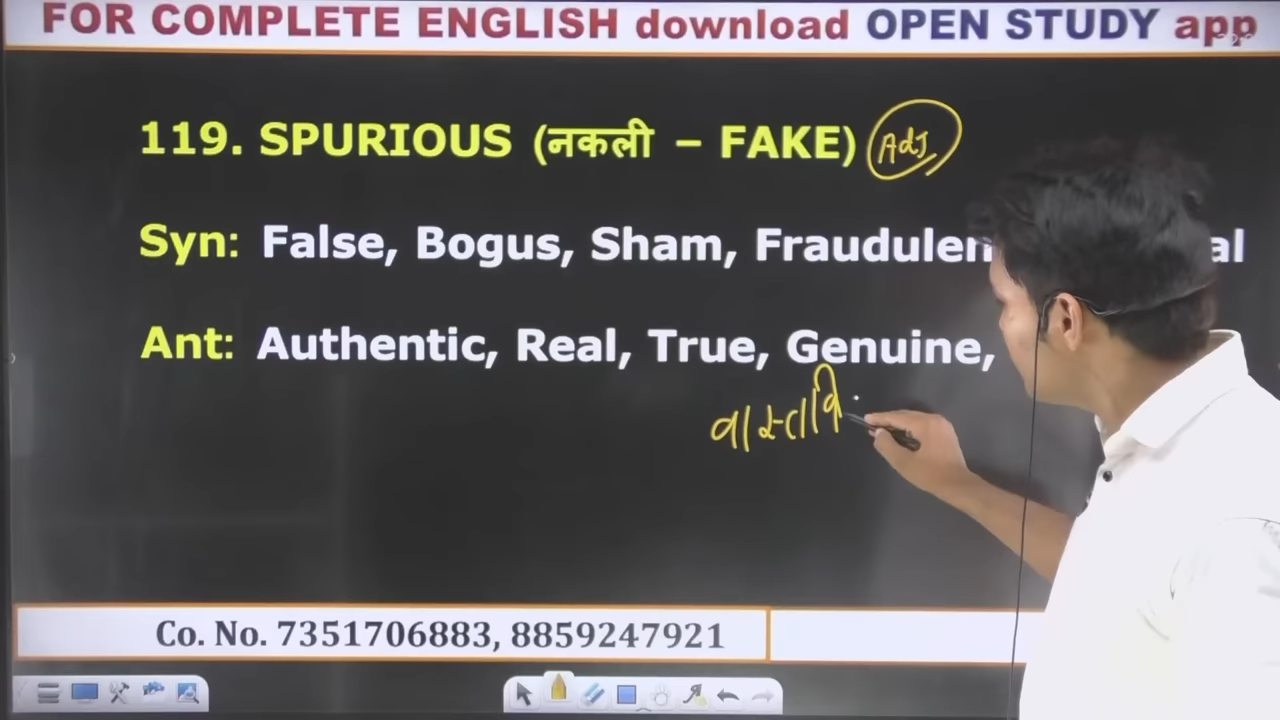 FOR COMPLETE ENGLISH download OPEN STUDY app
119. SPURIOUS (नकली – FAKE) Adj
Syn: False, Bogus, Sham,
Ant: Authentic, Real, True, Genuine,
वास्तवि
Co. No. 7351706883, 8859247921